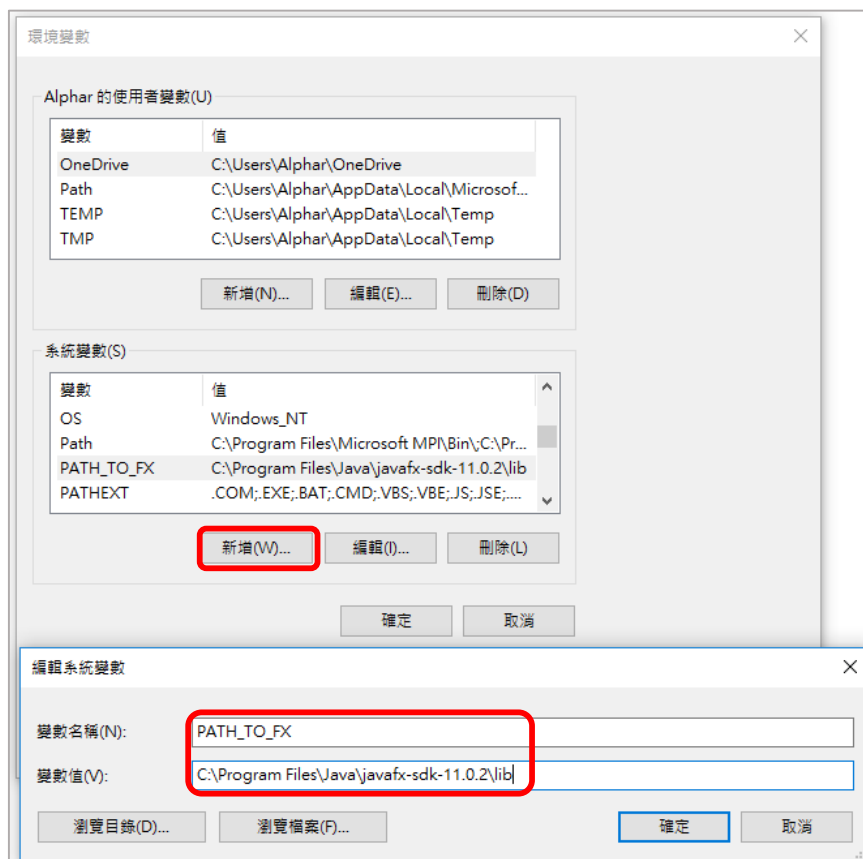 環境變數
Alphar 的使用者變數(U)
變數 值
OneDrive C:\Users\Alphar\OneDrive
Path C:\Users\Alphar\AppData\Local\Microsof...
TEMP C:\Users\Alphar\AppData\Local\Temp
TMP C:\Users\Alphar\AppData\Local\Temp
新增(N)... 編輯(E)... 刪除(D)
系統變數(S)
變數 值
OS Windows_NT
Path C:\Program Files\Microsoft MPI\Bin\;C:\Pr...
PATH_TO_FX C:\Program Files\Java\javafx-sdk-11.0.2\lib
PATHEXT .COM;.EXE;.BAT;.CMD;.VBS;.VBE;.JS;.JSE;....
新增(W)... 編輯(I)... 刪除(L)
確定 取消
編輯系統變數
變數名稱(N): PATH_TO_FX
變數值(V): C:\Program Files\Java\javafx-sdk-11.0.2\lib
瀏覽目錄(D)... 瀏覽檔案(F)... 確定 取消